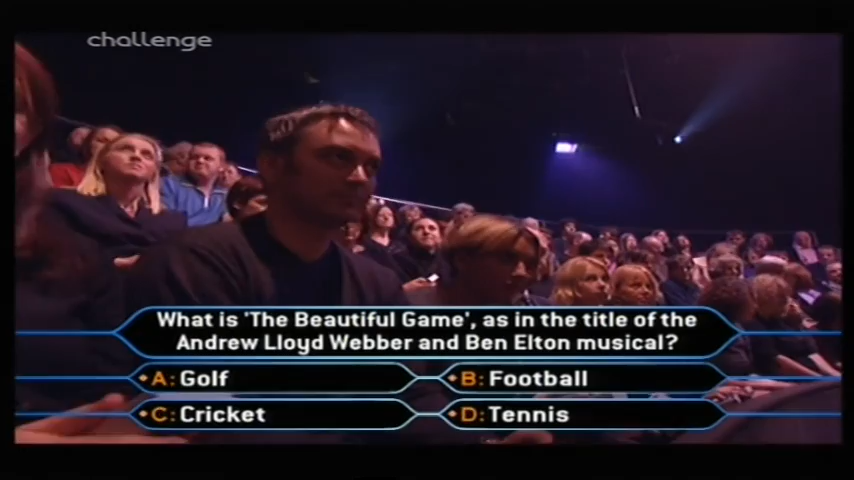 challenge
What is 'The Beautiful Game', as in the title of the
Andrew Lloyd Webber and Ben Elton musical?
A: Golf
B: Football
C: Cricket
D: Tennis